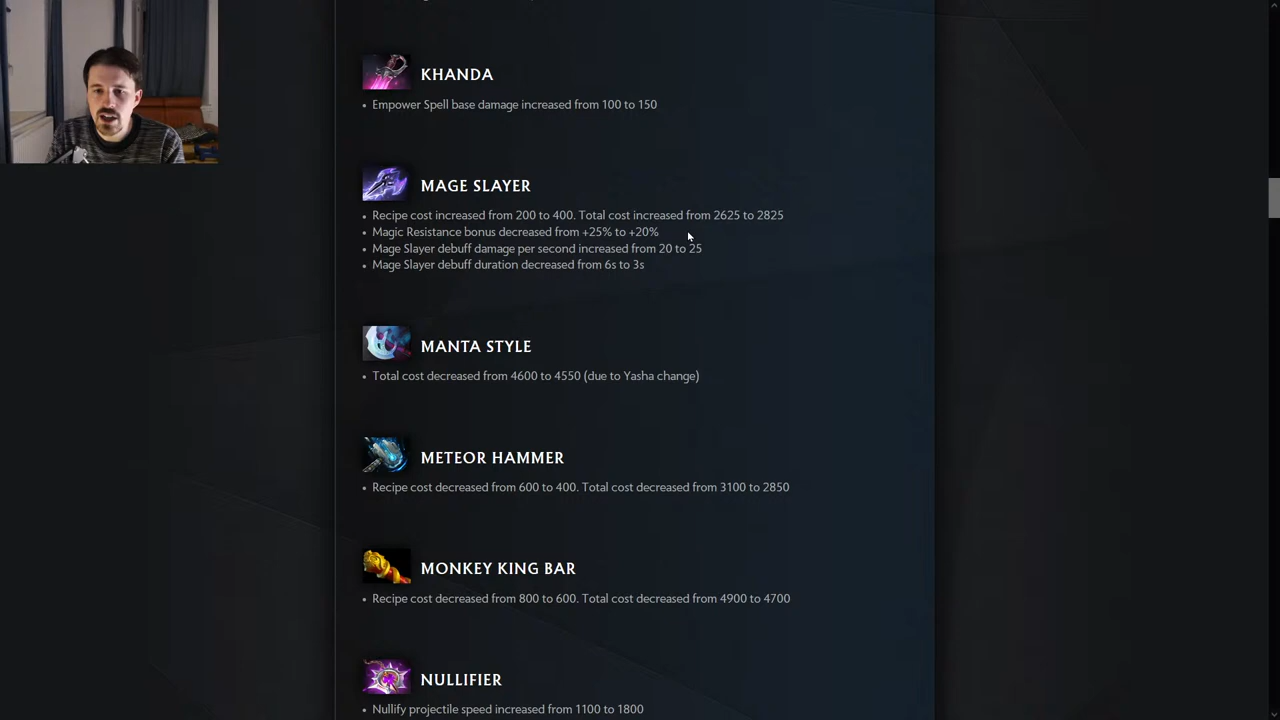 KHANDA
• Empower Spell base damage increased from 100 to 150
MAGE SLAYER
• Recipe cost increased from 200 to 400. Total cost increased from 2625 to 2825
• Magic Resistance bonus decreased from +25% to +20%
• Mage Slayer debuff damage per second increased from 20 to 25
• Mage Slayer debuff duration decreased from 6s to 3s
MANTA STYLE
• Total cost decreased from 4600 to 4550 (due to Yasha change)
METEOR HAMMER
• Recipe cost decreased from 600 to 400. Total cost decreased from 3100 to 2850
MONKEY KING BAR
• Recipe cost decreased from 800 to 600. Total cost decreased from 4900 to 4700
NULLIFIER
• Nullify projectile speed increased from 1100 to 1800